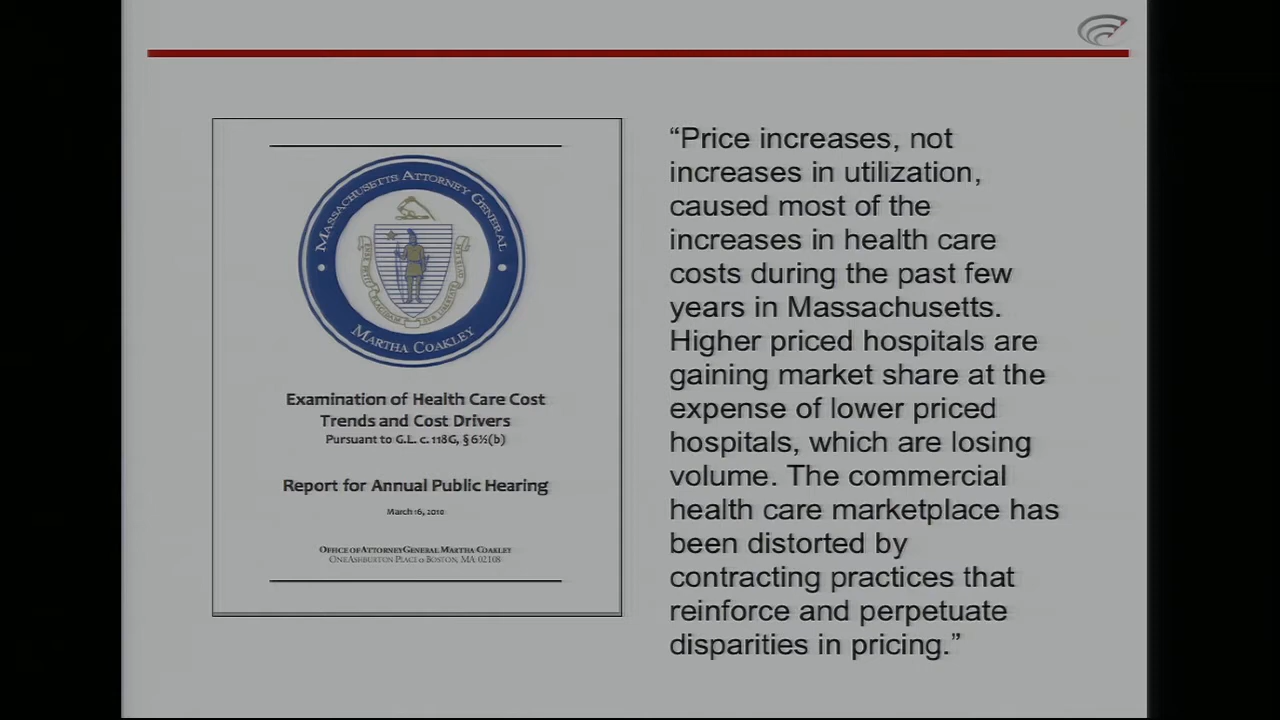 MASSACHUSETTS ATTORNEY GENERAL
MARTHA COAKLEY
Examination of Health Care Cost
Trends and Cost Drivers
Pursuant to G.L. c. 118G, § 6½(b)
Report for Annual Public Hearing
March 16, 2010
OFFICE OF ATTORNEY GENERAL MARTHA COAKLEY
ONE ASHBURTON PLACE • BOSTON, MA 02108
“Price increases, not
increases in utilization,
caused most of the
increases in health care
costs during the past few
years in Massachusetts.
Higher priced hospitals are
gaining market share at the
expense of lower priced
hospitals, which are losing
volume. The commercial
health care marketplace has
been distorted by
contracting practices that
reinforce and perpetuate
disparities in pricing.”